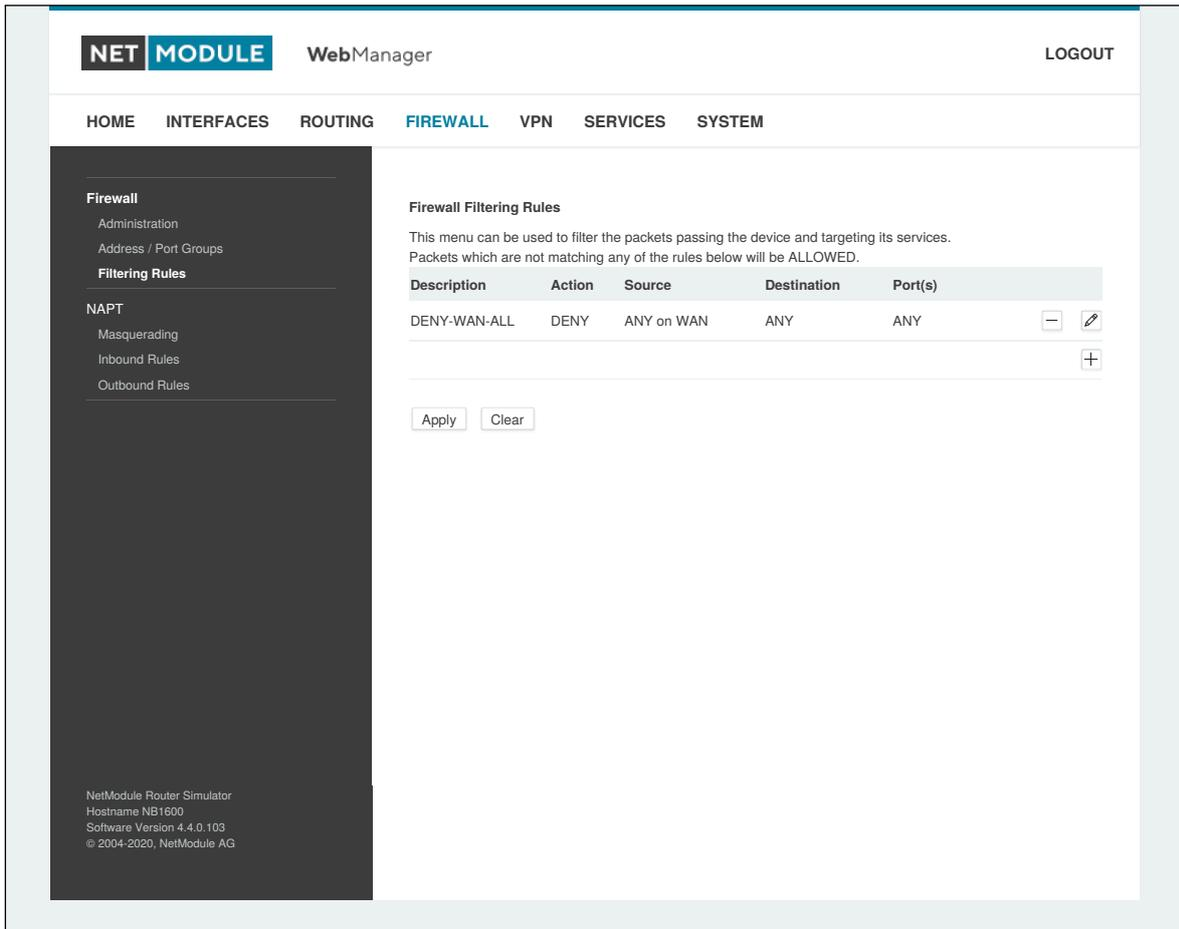 NET MODULE WebManager LOGOUT
HOME INTERFACES ROUTING FIREWALL VPN SERVICES SYSTEM
Firewall
Administration
Address / Port Groups
Filtering Rules
NAPT
Masquerading
Inbound Rules
Outbound Rules
Firewall Filtering Rules
This menu can be used to filter the packets passing the device and targeting its services.
Packets which are not matching any of the rules below will be ALLOWED.
Description Action Source Destination Port(s)
DENY-WAN-ALL DENY ANY on WAN ANY ANY
Apply Clear
NetModule Router Simulator
Hostname NB1600
Software Version 4.4.0.103
© 2004-2020, NetModule AG